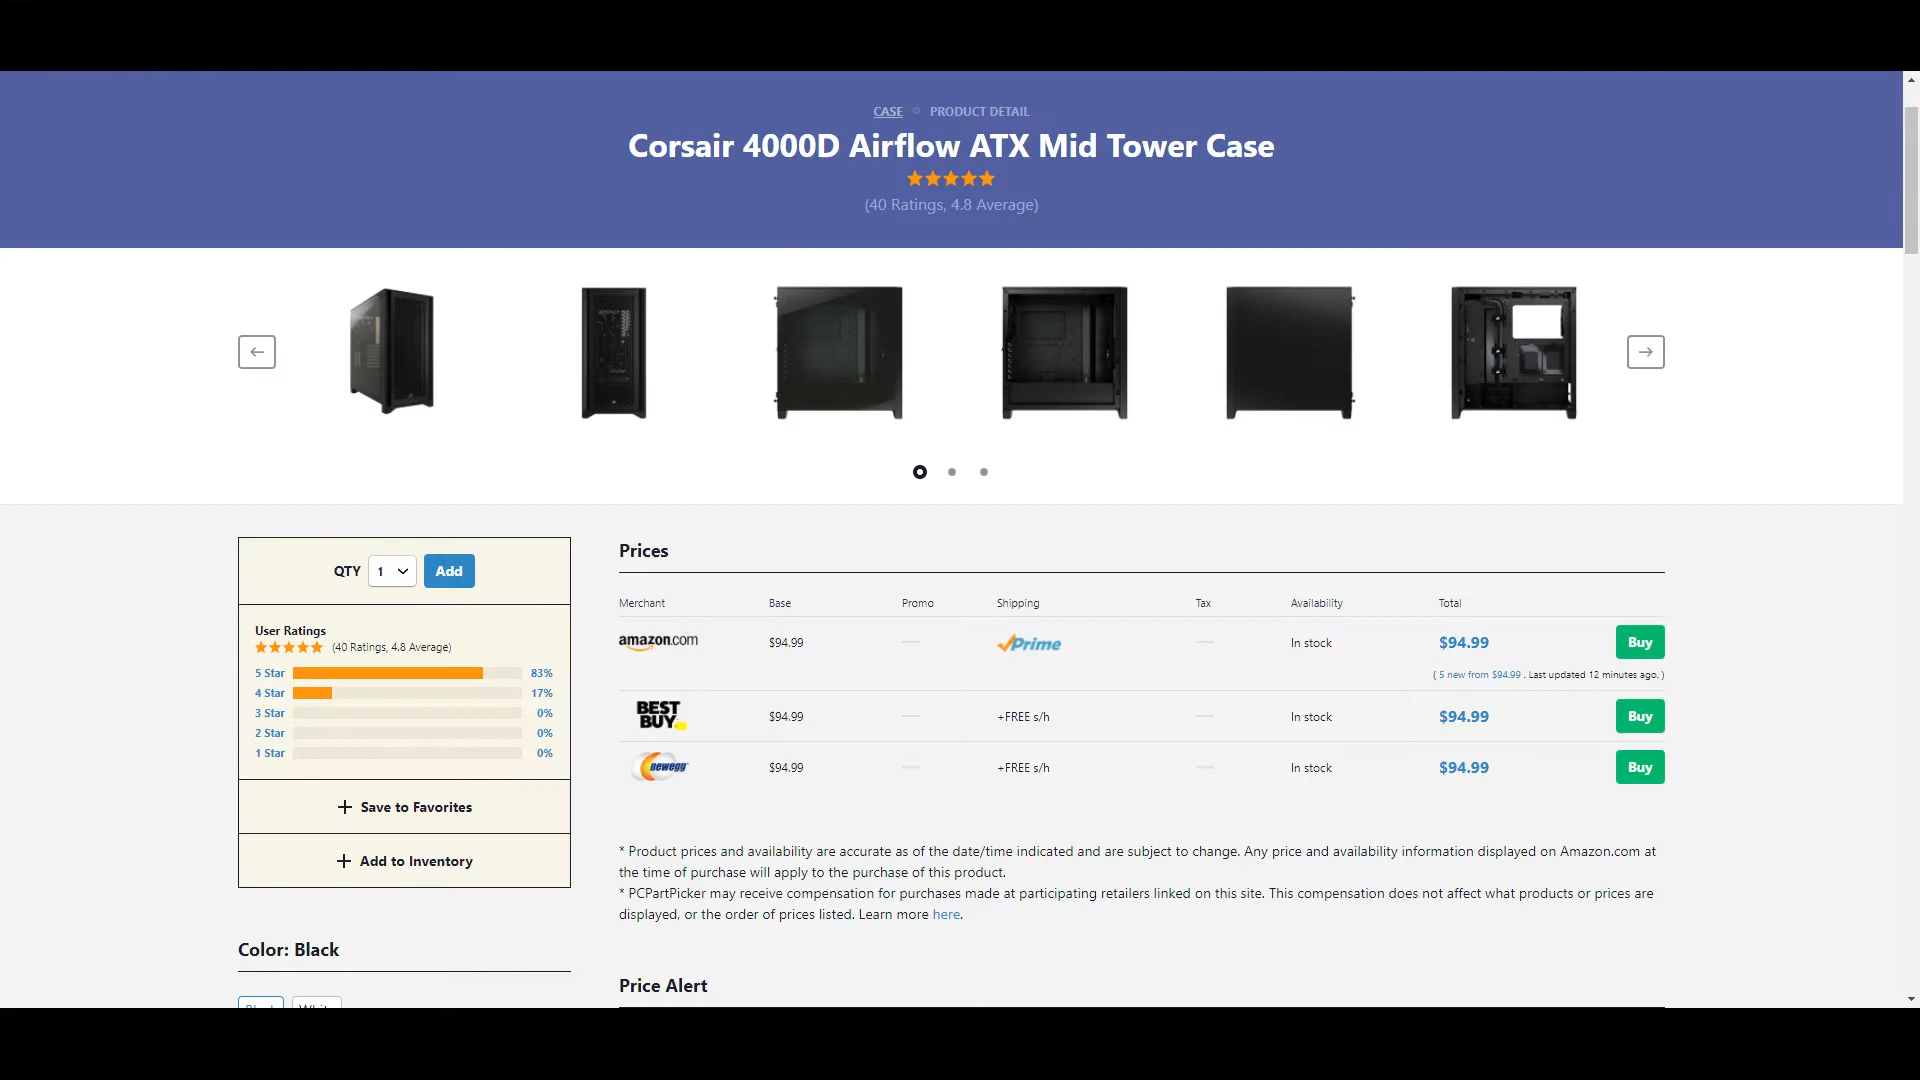 CASE PRODUCT DETAIL
Corsair 4000D Airflow ATX Mid Tower Case
(40 Ratings, 4.8 Average)
QTY 1 Add
User Ratings
(40 Ratings, 4.8 Average)
5 Star 83%
4 Star 17%
3 Star 0%
2 Star 0%
1 Star 0%
+ Save to Favorites
+ Add to Inventory
Color: Black
Black White
Prices
Merchant Base Promo Shipping Tax Availability Total
amazon.com $94.99 — Prime — In stock $94.99 Buy
( 5 new from $94.99 . Last updated 12 minutes ago. )
BEST BUY $94.99 — +FREE s/h — In stock $94.99 Buy
newegg $94.99 — +FREE s/h — In stock $94.99 Buy
* Product prices and availability are accurate as of the date/time indicated and are subject to change. Any price and availability information displayed on Amazon.com at
the time of purchase will apply to the purchase of this product.
* PCPartPicker may receive compensation for purchases made at participating retailers linked on this site. This compensation does not affect what products or prices are
displayed, or the order of prices listed. Learn more here.
Price Alert